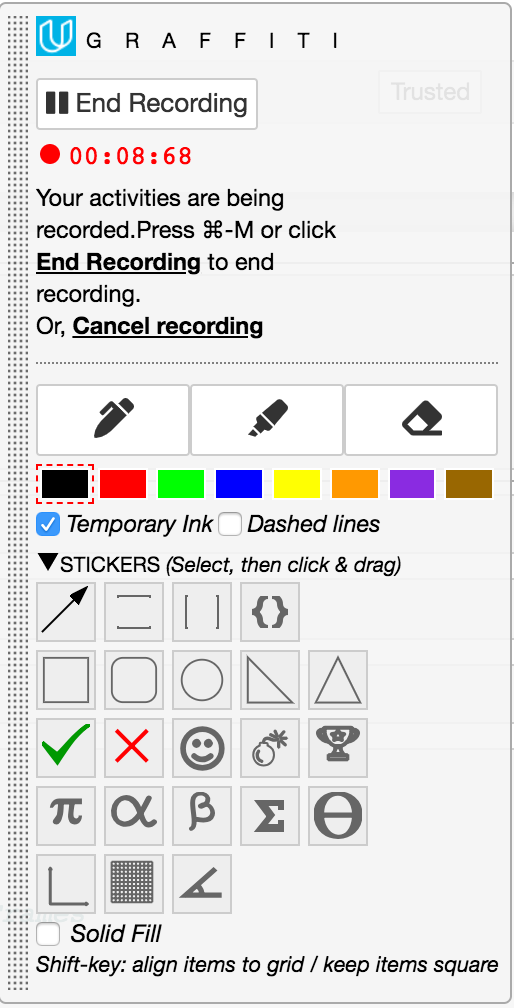 G R A F F I T I
End Recording
Trusted
00:08:68
Your activities are being
recorded.Press ⌘-M or click
End Recording to end
recording.
Or, Cancel recording
Temporary Ink Dashed lines
▼STICKERS (Select, then click & drag)
{}
π α β Σ Θ
Solid Fill
Shift-key: align items to grid / keep items square